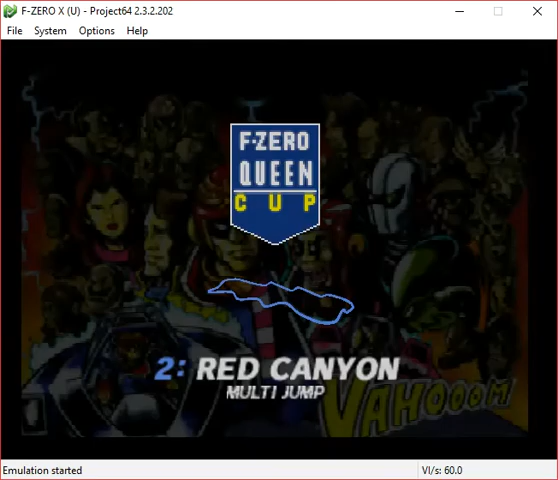 F-ZERO X (U) - Project64 2.3.2.202
File System Options Help
F-ZERO
QUEEN
CUP
2: RED CANYON
MULTI JUMP
VAHOOOM!
Emulation started
VI/s: 60.0